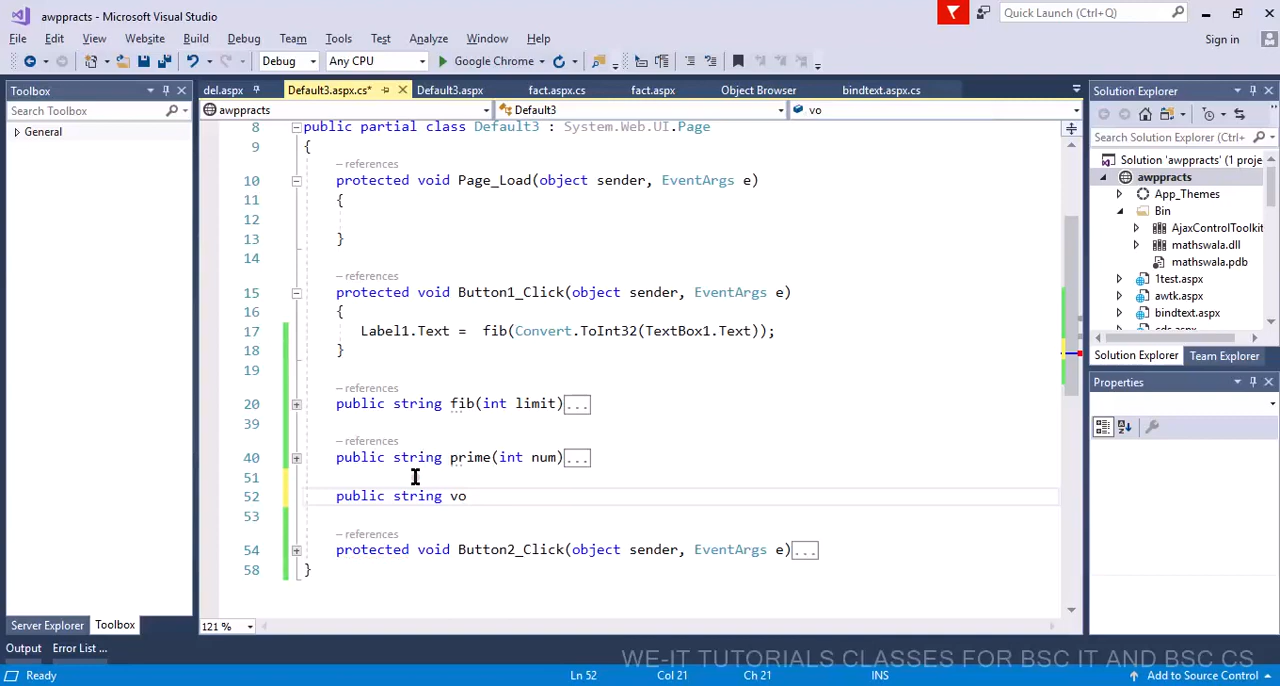 awppracts - Microsoft Visual Studio
Quick Launch (Ctrl+Q)
File Edit View Website Build Debug Team Tools Test Analyze Window Help
Sign in
Debug Any CPU Google Chrome
Toolbox
Search Toolbox
General
Server Explorer Toolbox
del.aspx Default3.aspx.cs* Default3.aspx fact.aspx.cs fact.aspx Object Browser bindtext.aspx.cs
awppracts Default3 vo
8 public partial class Default3 : System.Web.UI.Page
9 {
– references
10 protected void Page_Load(object sender, EventArgs e)
11 {
12
13 }
14
– references
15 protected void Button1_Click(object sender, EventArgs e)
16 {
17 Label1.Text = fib(Convert.ToInt32(TextBox1.Text));
18 }
19
– references
20 public string fib(int limit)...
39
– references
40 public string prime(int num)...
51
52 public string vo
53
– references
54 protected void Button2_Click(object sender, EventArgs e)...
58 }
121 %
Solution Explorer
Search Solution Explorer (Ctrl+
Solution 'awppracts' (1 proje
awppracts
App_Themes
Bin
AjaxControlToolkit
mathswala.dll
mathswala.pdb
1test.aspx
awtk.aspx
bindtext.aspx
Solution Explorer Team Explorer
Properties
Output Error List ...
WE-IT TUTORIALS CLASSES FOR BSC IT AND BSC CS
Ready Ln 52 Col 21 Ch 21 INS Add to Source Control